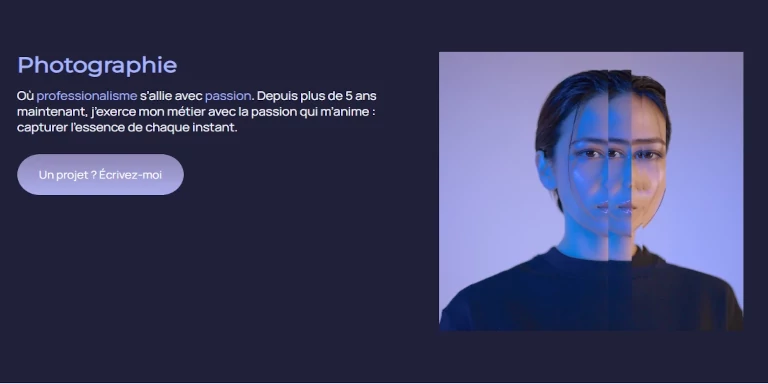 Photographie
Où professionalisme s'allie avec passion. Depuis plus de 5 ans
maintenant, j'exerce mon métier avec la passion qui m'anime :
capturer l'essence de chaque instant.
Un projet ? Écrivez-moi